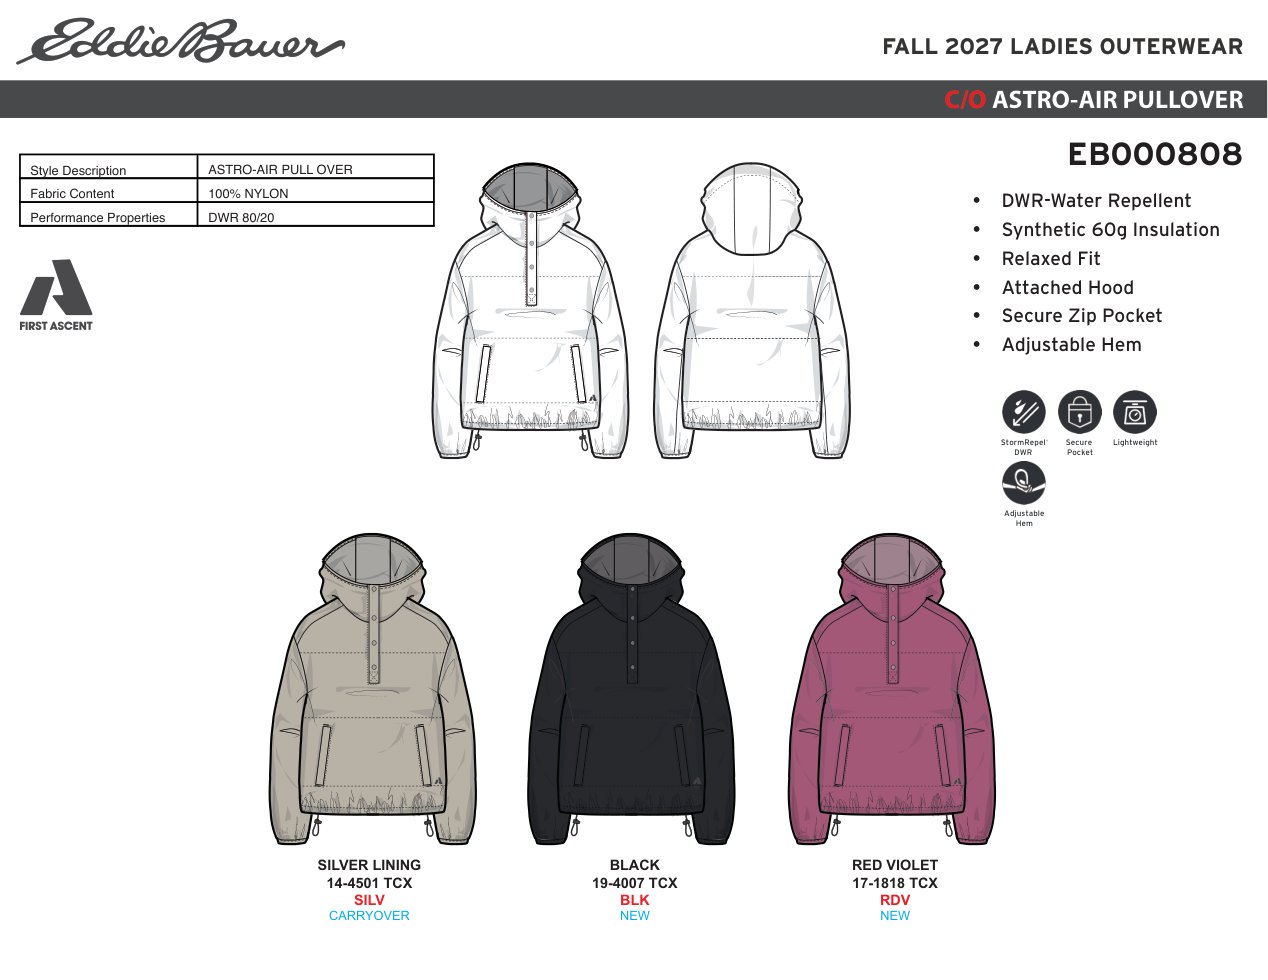 Eddie Bauer
FALL 2027 LADIES OUTERWEAR
C/O ASTRO-AIR PULLOVER
EB000808
Style Description ASTRO-AIR PULL OVER
Fabric Content 100% NYLON
Performance Properties DWR 80/20
FIRST ASCENT
• DWR-Water Repellent
• Synthetic 60g Insulation
• Relaxed Fit
• Attached Hood
• Secure Zip Pocket
• Adjustable Hem
StormRepel
DWR
Secure
Pocket
Lightweight
Adjustable
Hem
SILVER LINING
14-4501 TCX
SILV
CARRYOVER
BLACK
19-4007 TCX
BLK
NEW
RED VIOLET
17-1818 TCX
RDV
NEW